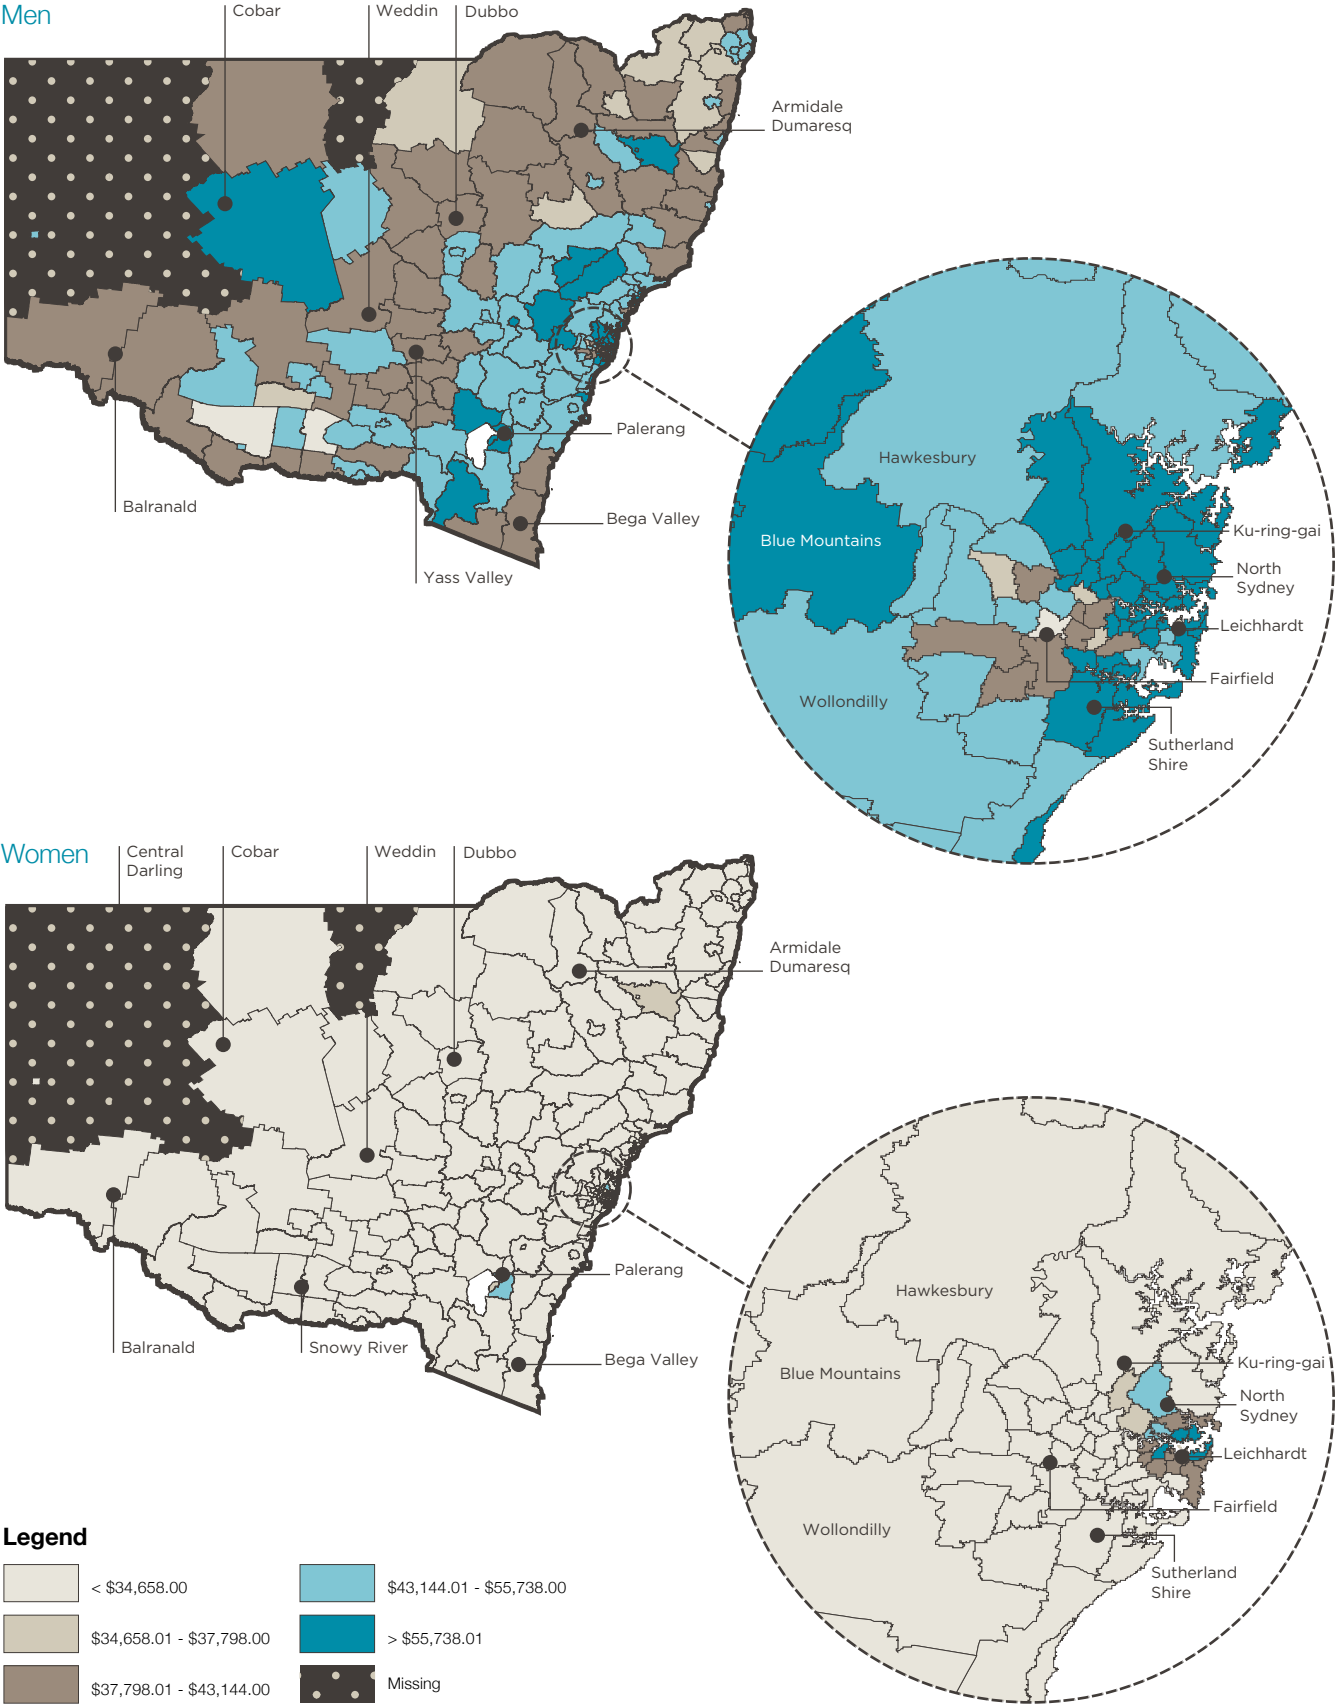 Men
Cobar
Weddin
Dubbo
Armidale
Dumaresq
Palerang
Balranald
Bega Valley
Yass Valley
Hawkesbury
Blue Mountains
Ku-ring-gai
North
Sydney
Leichhardt
Fairfield
Wollondilly
Sutherland
Shire
Women
Central
Darling
Cobar
Weddin
Dubbo
Armidale
Dumaresq
Palerang
Balranald
Snowy River
Bega Valley
Hawkesbury
Blue Mountains
Ku-ring-gai
North
Sydney
Leichhardt
Fairfield
Wollondilly
Sutherland
Shire
Legend
< $34,658.00
$34,658.01 - $37,798.00
$37,798.01 - $43,144.00
$43,144.01 - $55,738.00
> $55,738.01
Missing